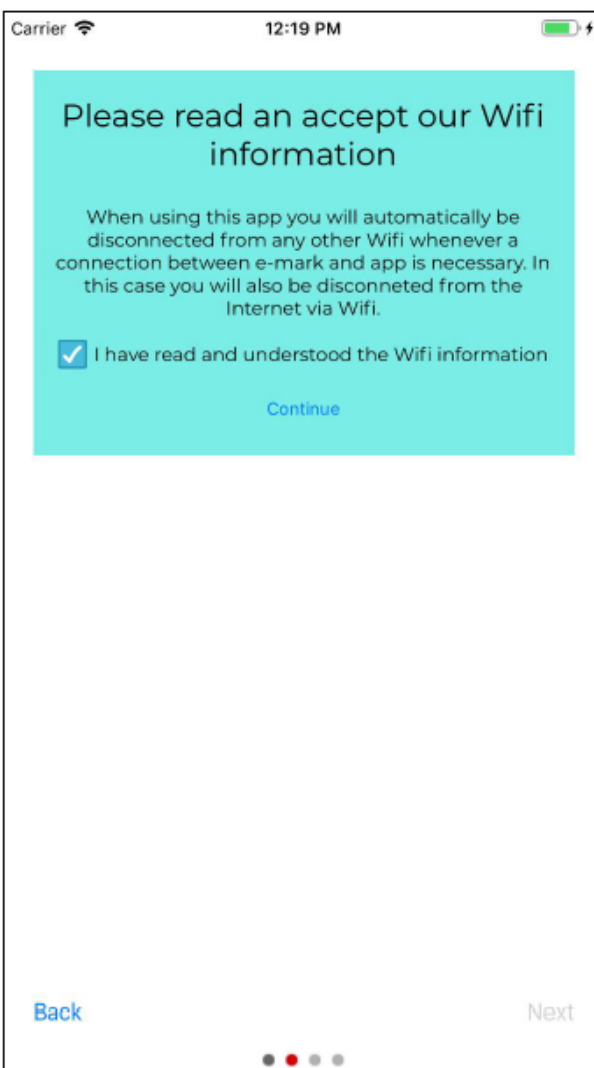 Carrier 12:19 PM
Please read an accept our Wifi
information
When using this app you will automatically be
disconnected from any other Wifi whenever a
connection between e-mark and app is necessary. In
this case you will also be disconneted from the
Internet via Wifi.
I have read and understood the Wifi information
Continue
Back Next